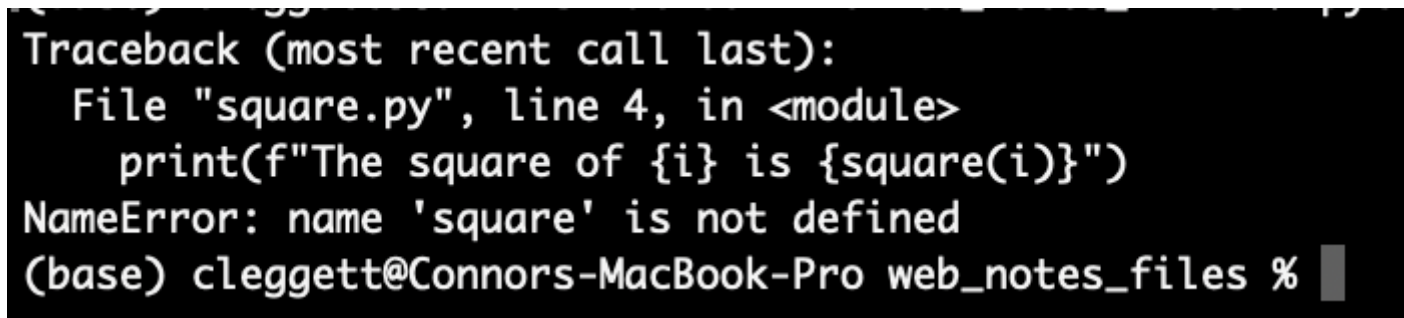 Traceback (most recent call last):
  File "square.py", line 4, in <module>
    print(f"The square of {i} is {square(i)}")
NameError: name 'square' is not defined
(base) cleggett@Connors-MacBook-Pro web_notes_files %